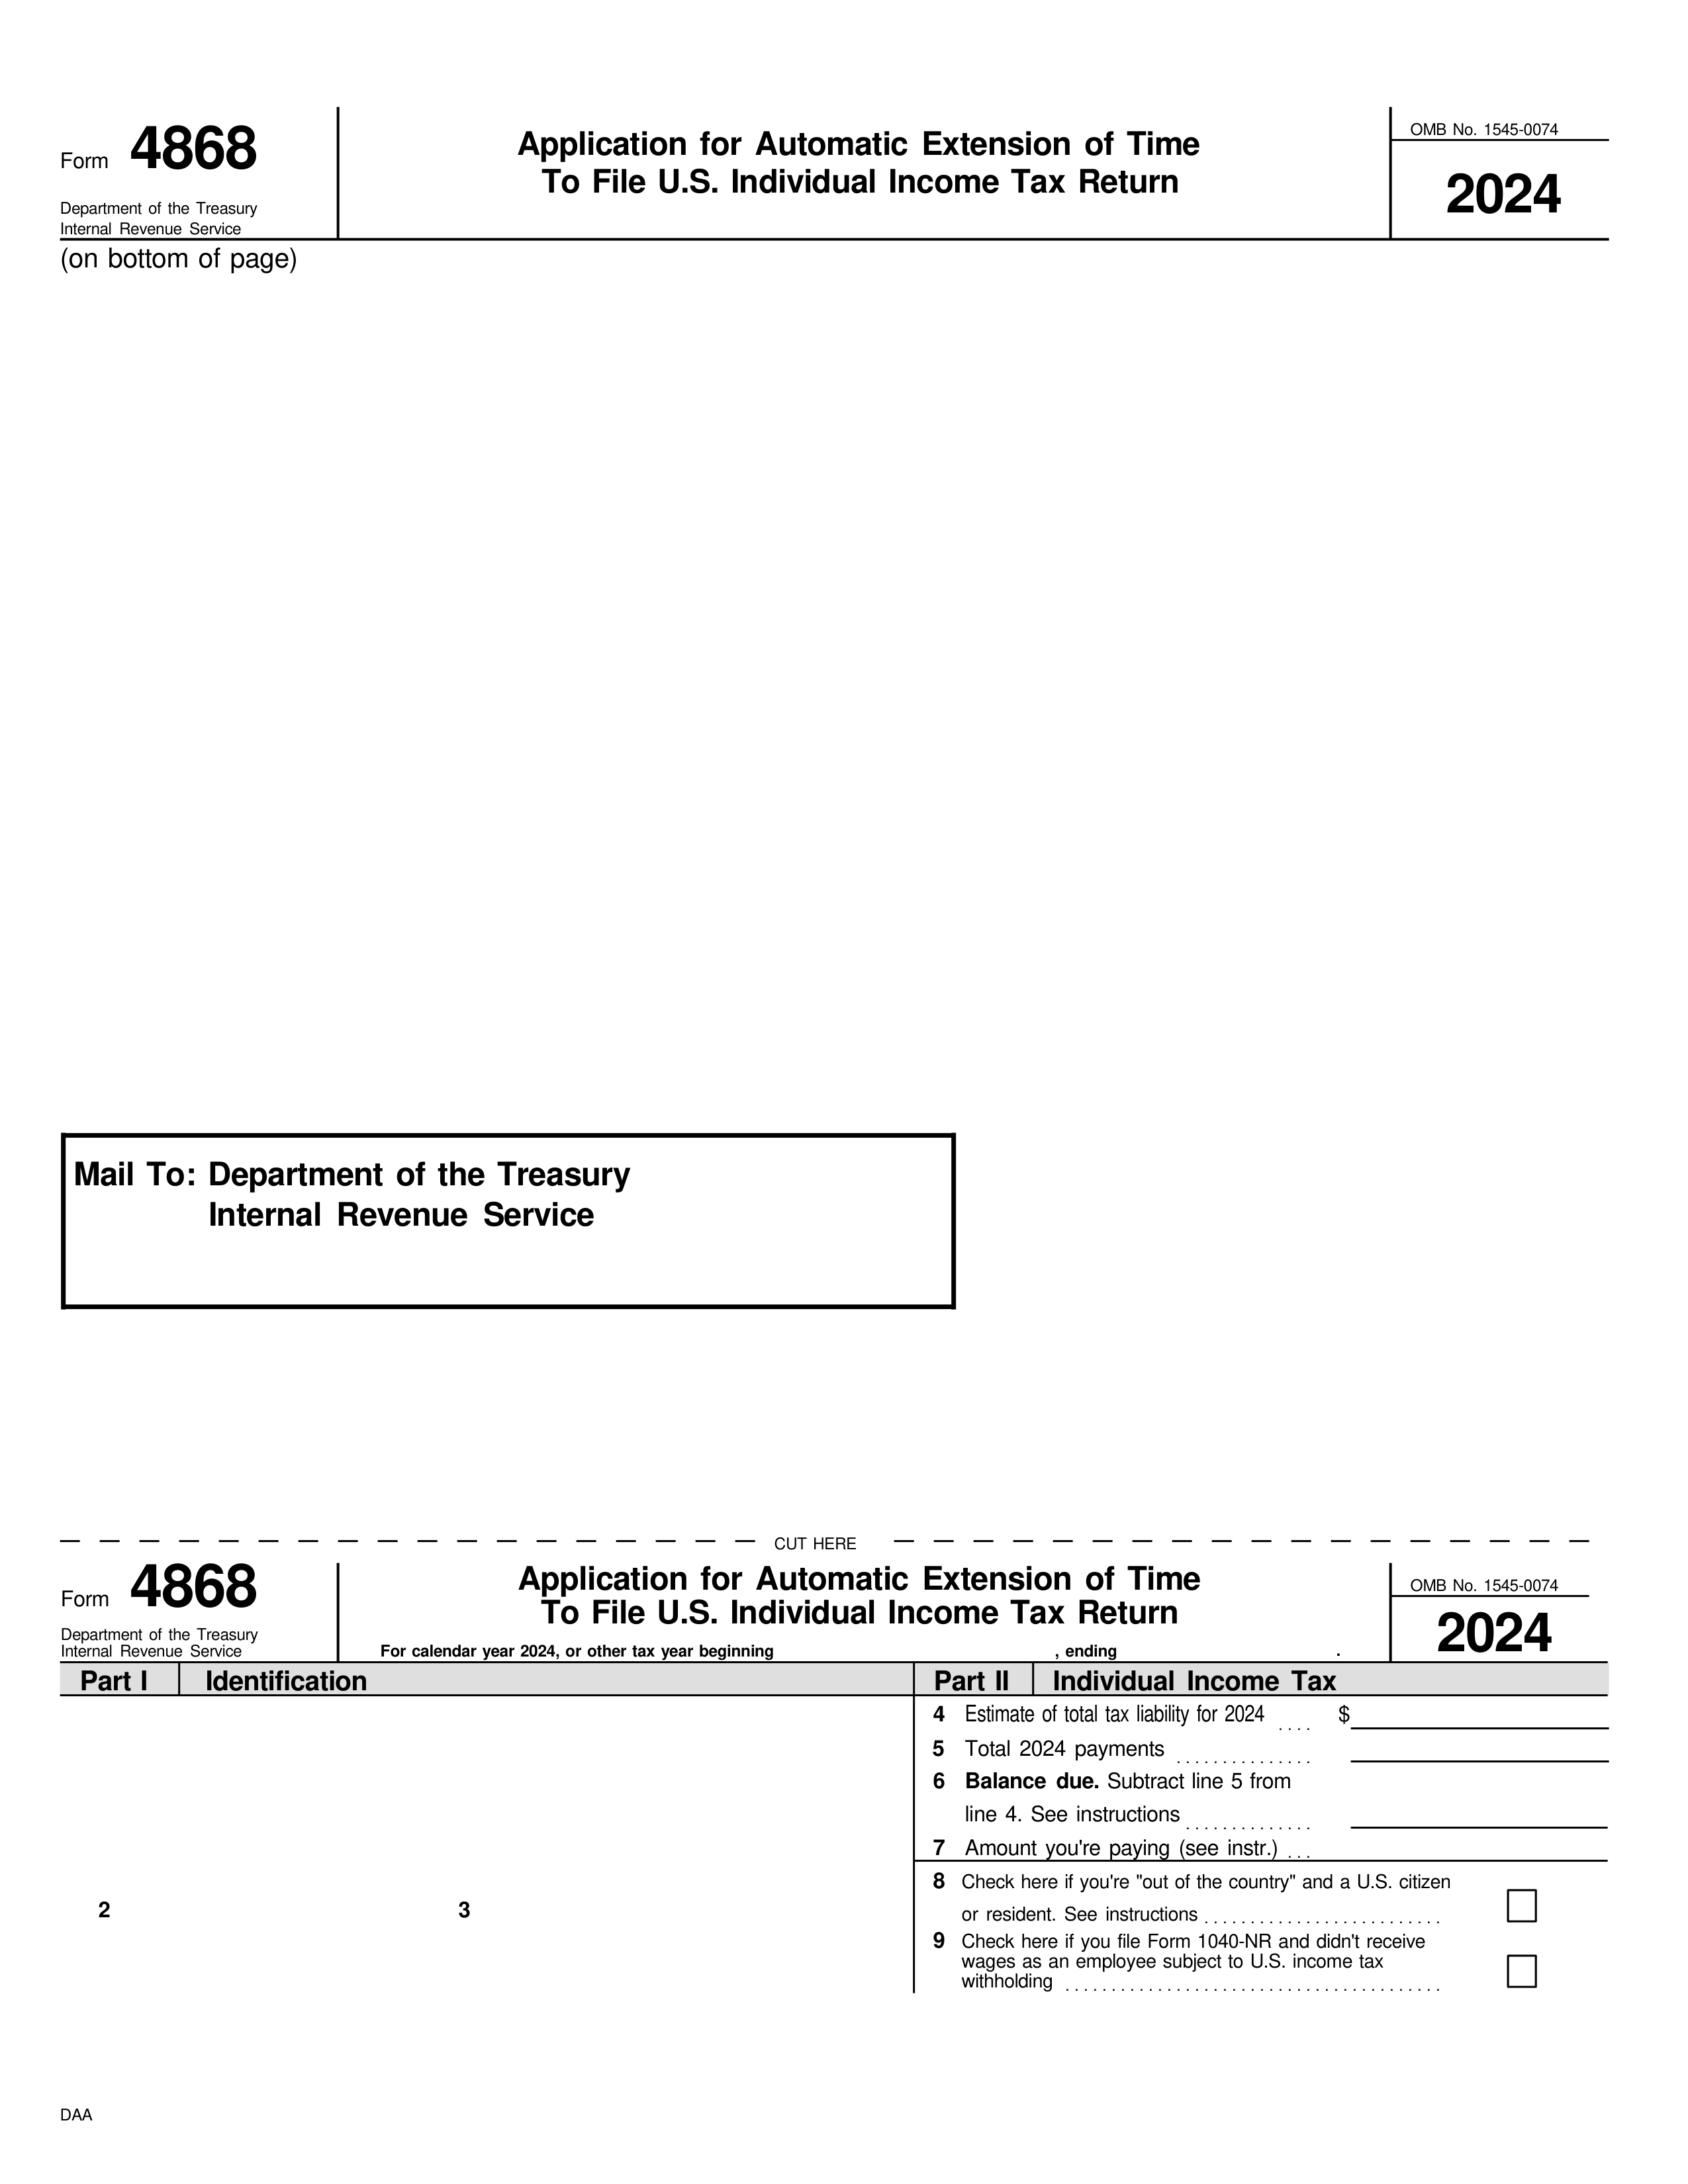 Form 4868
Department of the Treasury
Internal Revenue Service
Application for Automatic Extension of Time
To File U.S. Individual Income Tax Return
OMB No. 1545-0074
2024
(on bottom of page)
Mail To: Department of the Treasury
Internal Revenue Service
CUT HERE
Form 4868
Department of the Treasury
Internal Revenue Service
Application for Automatic Extension of Time
To File U.S. Individual Income Tax Return
For calendar year 2024, or other tax year beginning , ending .
OMB No. 1545-0074
2024
Part I Identification
2 3
Part II Individual Income Tax
4 Estimate of total tax liability for 2024 .... $
5 Total 2024 payments ...............
6 Balance due. Subtract line 5 from
line 4. See instructions ..............
7 Amount you're paying (see instr.) ...
8 Check here if you're "out of the country" and a U.S. citizen
or resident. See instructions ..........................
9 Check here if you file Form 1040-NR and didn't receive
wages as an employee subject to U.S. income tax
withholding .........................................
DAA